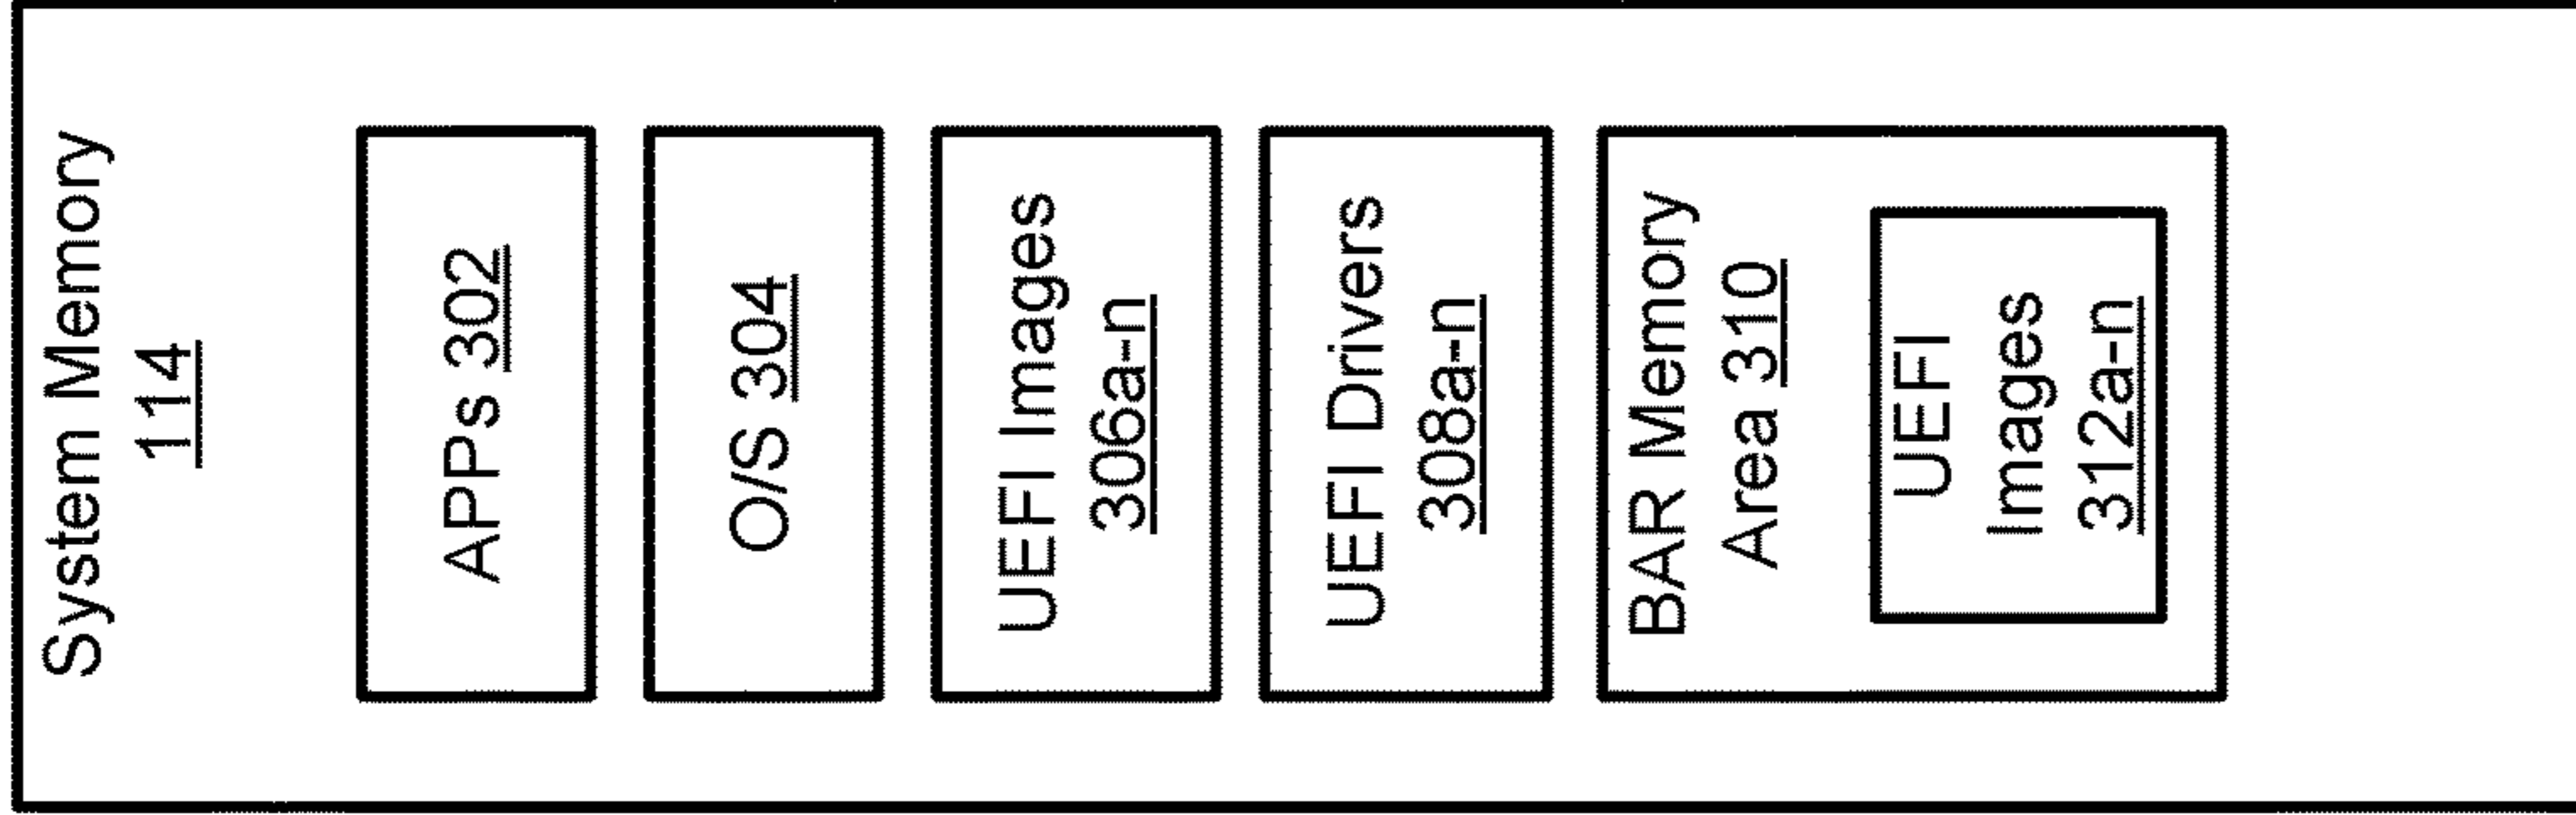 System Memory
114
APPs 302
O/S 304
UEFI Images
306a-n
UEFI Drivers
308a-n
BAR Memory
Area 310
UEFI
Images
312a-n